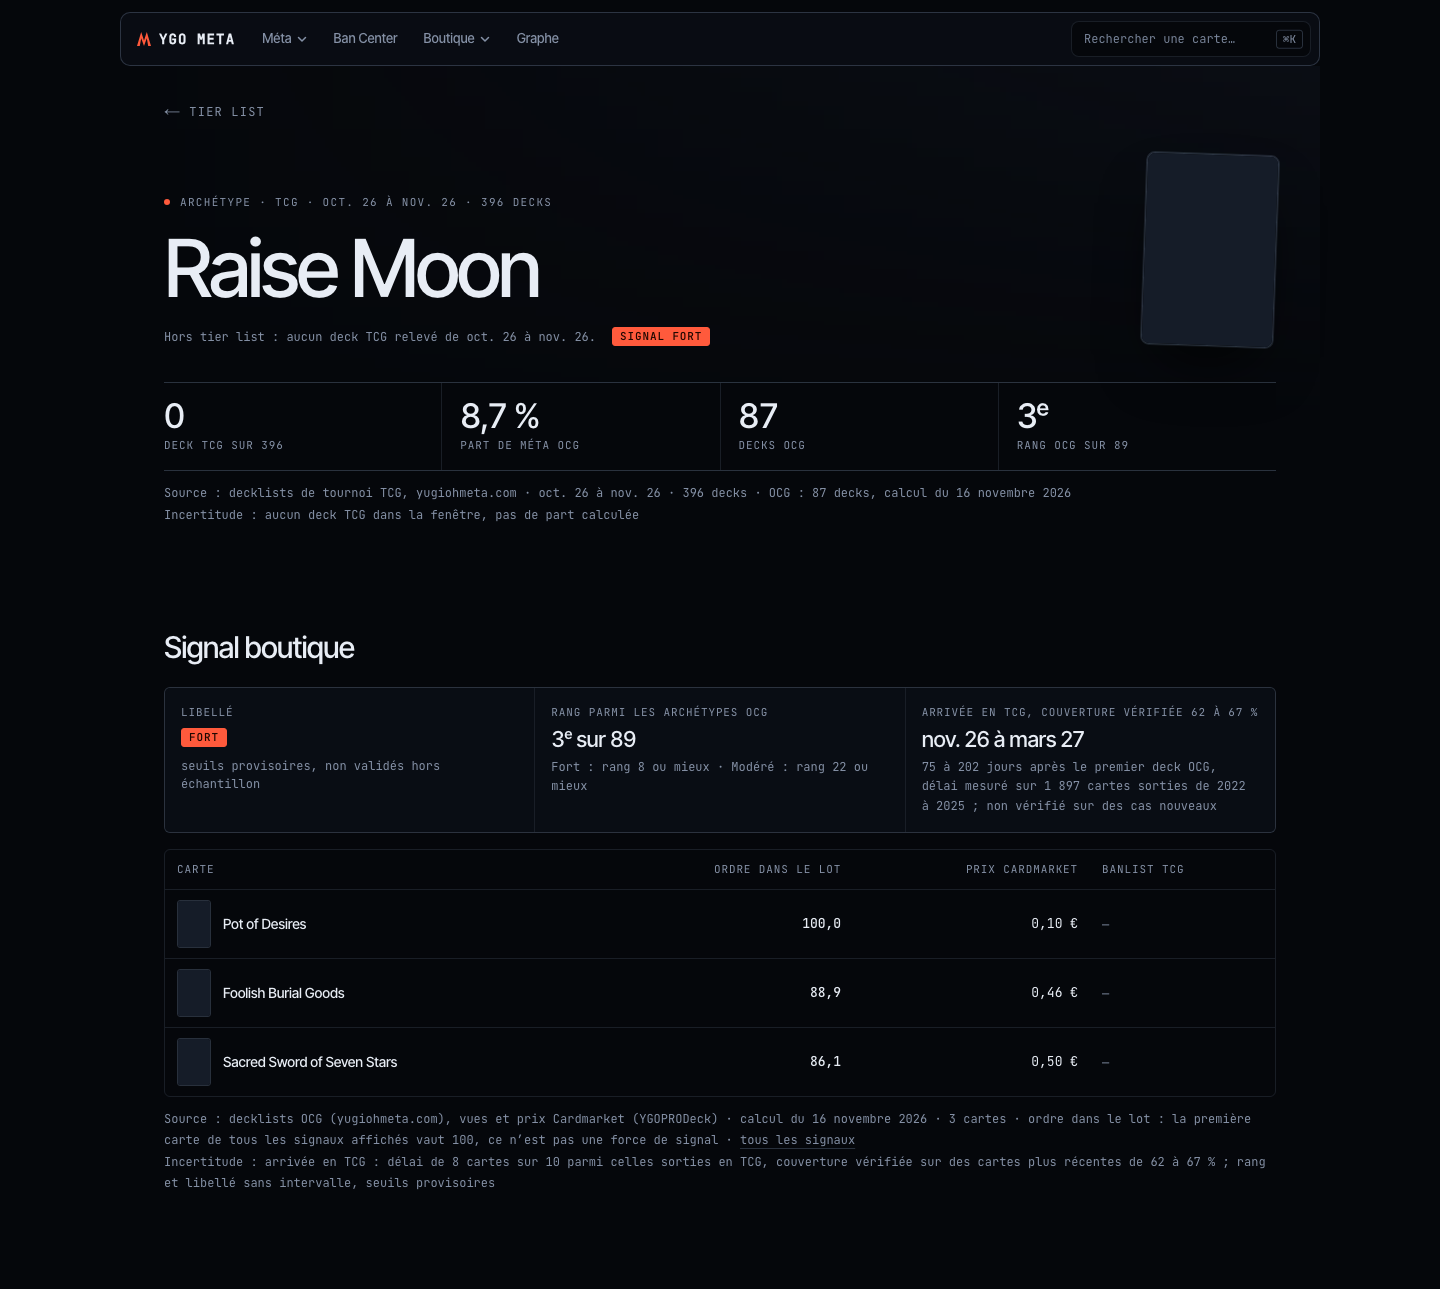 YGO META
Méta
Ban Center
Boutique
Graphe
Rechercher une carte…
⌘K
← TIER LIST
ARCHÉTYPE · TCG · OCT. 26 À NOV. 26 · 396 DECKS
Raise Moon
Hors tier list : aucun deck TCG relevé de oct. 26 à nov. 26.
SIGNAL FORT
0
DECK TCG SUR 396
8,7 %
PART DE MÉTA OCG
87
DECKS OCG
3e
RANG OCG SUR 89
Source : decklists de tournoi TCG, yugiohmeta.com · oct. 26 à nov. 26 · 396 decks · OCG : 87 decks, calcul du 16 novembre 2026
Incertitude : aucun deck TCG dans la fenêtre, pas de part calculée
Signal boutique
LIBELLÉ
FORT
seuils provisoires, non validés hors
échantillon
RANG PARMI LES ARCHÉTYPES OCG
3e sur 89
Fort : rang 8 ou mieux · Modéré : rang 22 ou
mieux
ARRIVÉE EN TCG, COUVERTURE VÉRIFIÉE 62 À 67 %
nov. 26 à mars 27
75 à 202 jours après le premier deck OCG,
délai mesuré sur 1 897 cartes sorties de 2022
à 2025 ; non vérifié sur des cas nouveaux
CARTE
ORDRE DANS LE LOT
PRIX CARDMARKET
BANLIST TCG
Pot of Desires
100,0
0,10 €
—
Foolish Burial Goods
88,9
0,46 €
—
Sacred Sword of Seven Stars
86,1
0,50 €
—
Source : decklists OCG (yugiohmeta.com), vues et prix Cardmarket (YGOPRODeck) · calcul du 16 novembre 2026 · 3 cartes · ordre dans le lot : la première
carte de tous les signaux affichés vaut 100, ce n’est pas une force de signal · tous les signaux
Incertitude : arrivée en TCG : délai de 8 cartes sur 10 parmi celles sorties en TCG, couverture vérifiée sur des cartes plus récentes de 62 à 67 % ; rang
et libellé sans intervalle, seuils provisoires